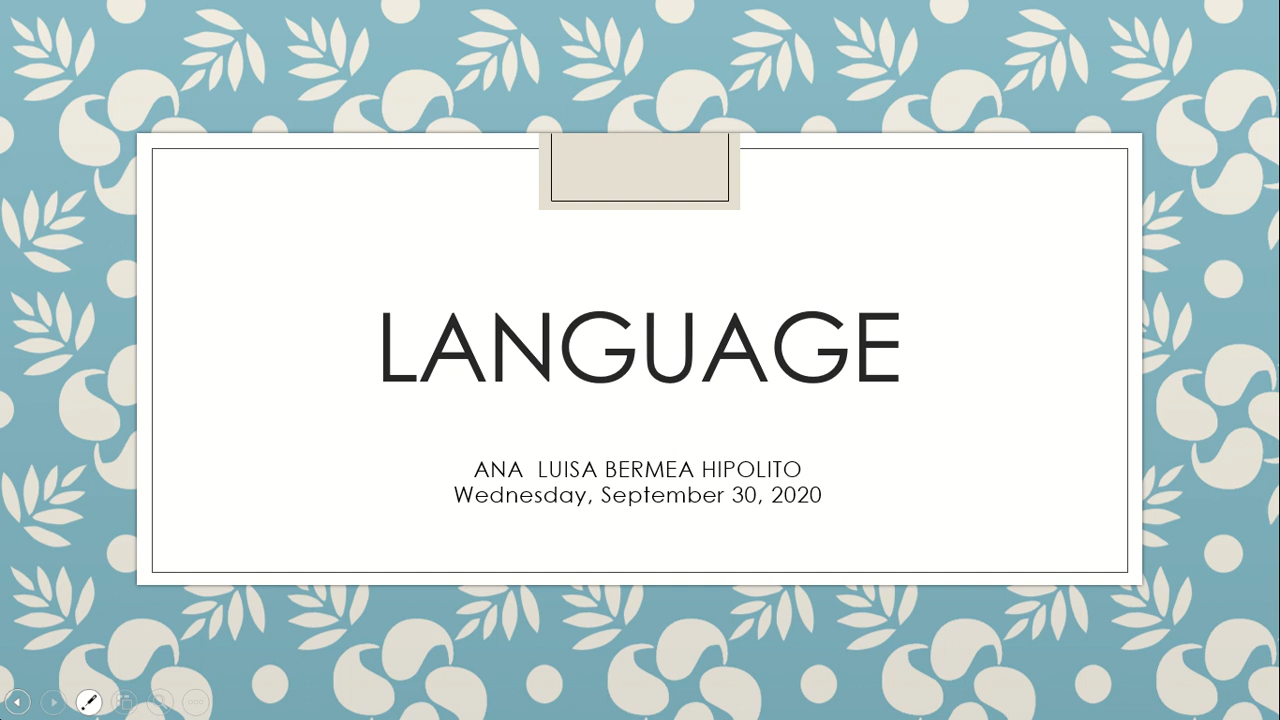 LANGUAGE
ANA  LUISA BERMEA HIPOLITO
Wednesday, September 30, 2020